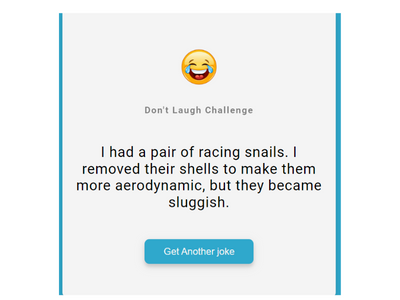 Don't Laugh Challenge
I had a pair of racing snails. I
removed their shells to make them
more aerodynamic, but they became
sluggish.
Get Another joke